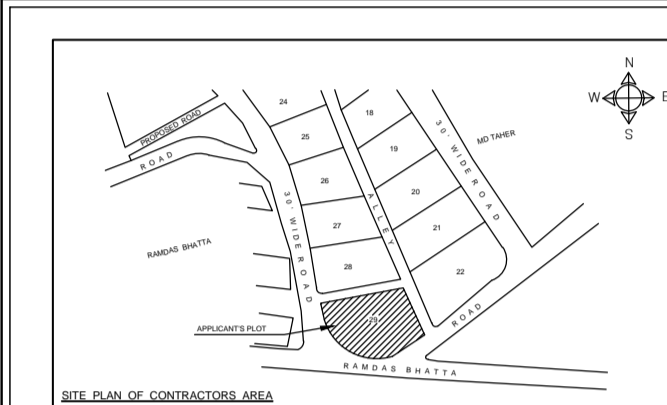 N
W E
S
24
18
25
PROPOSED ROAD
ROAD
30' WIDE ROAD
MD TAHER
19
26
20
ALLEY
30' WIDE ROAD
27
21
RAMDAS BHATTA
28
22
29
ROAD
APPLICANT'S PLOT
RAMDAS BHATTA
SITE PLAN OF CONTRACTORS AREA